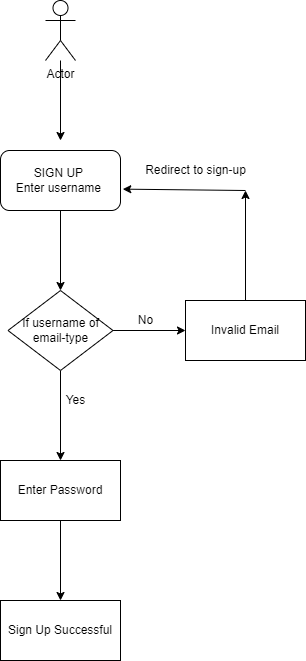 Actor
Redirect to sign-up
SIGN UP
Enter username
If username of
email-type
No
Invalid Email
Yes
Enter Password
Sign Up Successful